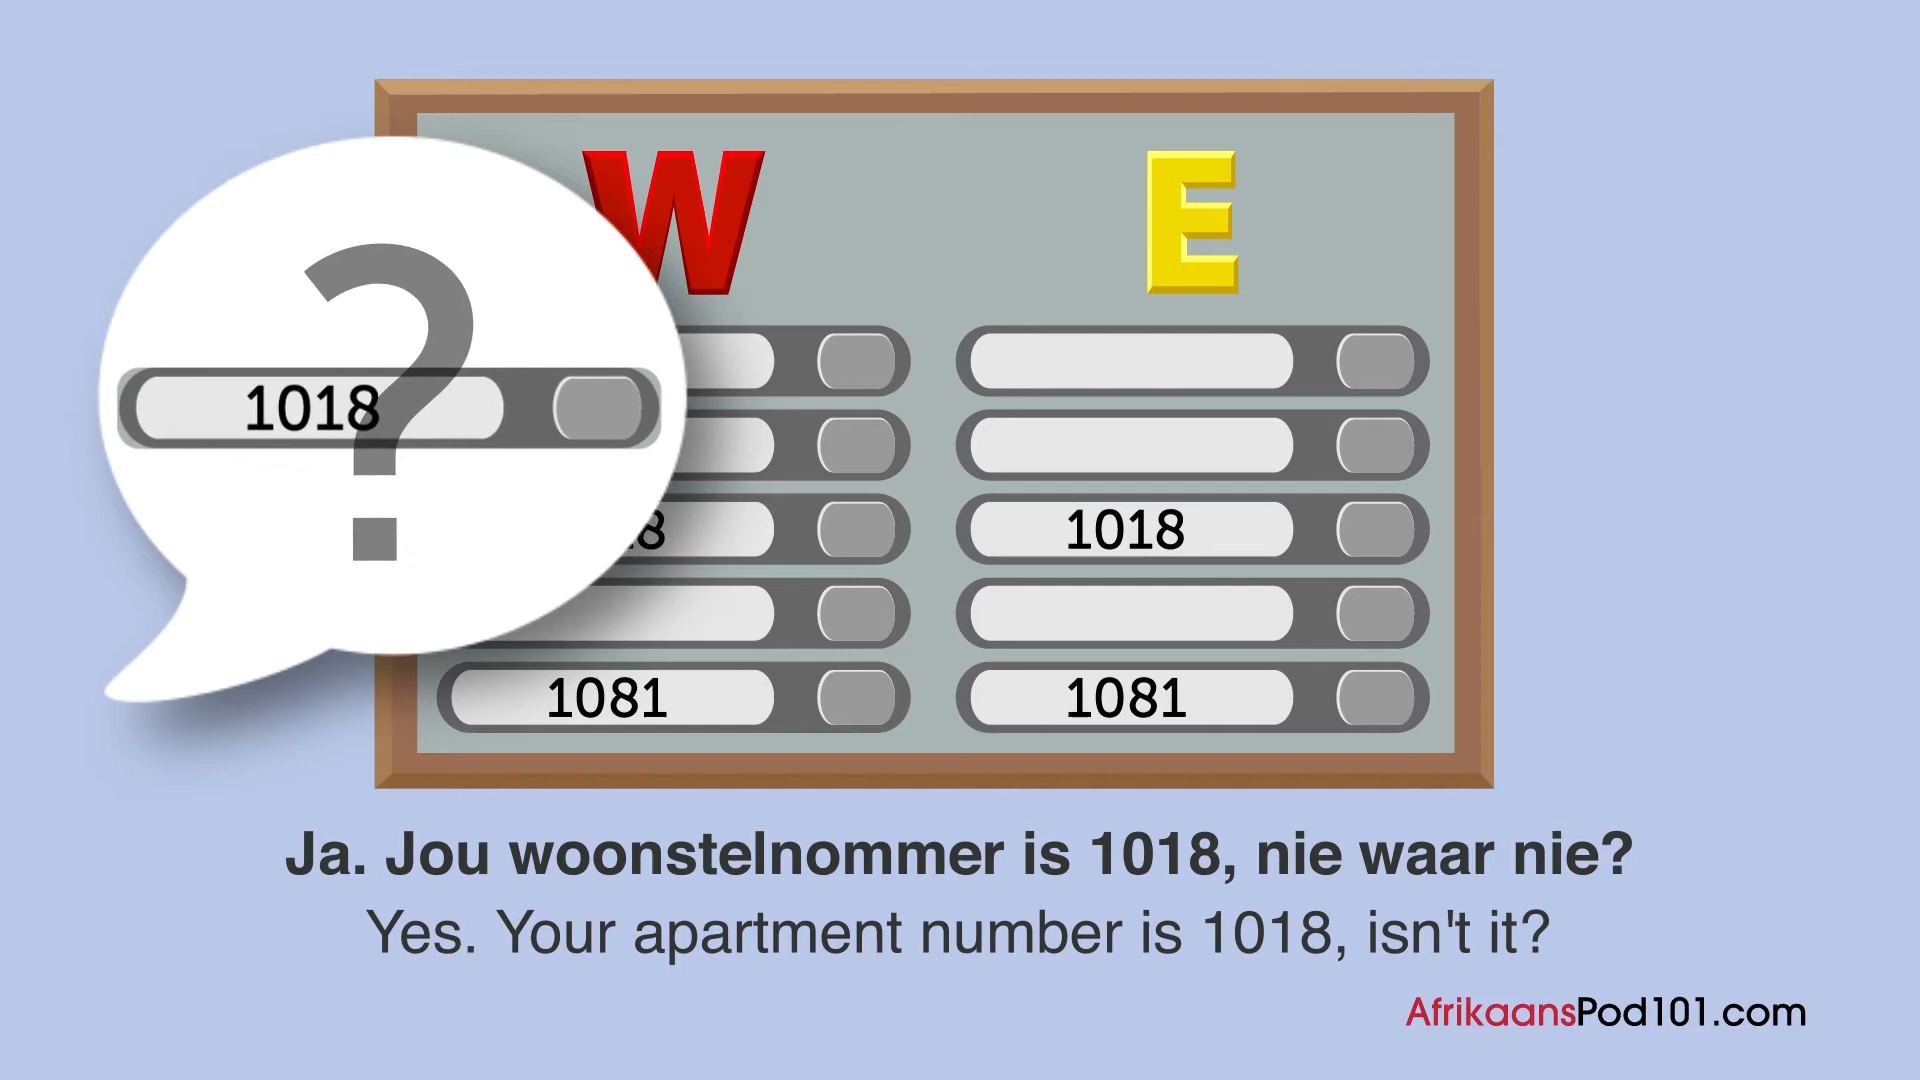 W E
1018
1018
1081 1081
Ja. Jou woonstelnommer is 1018, nie waar nie?
Yes. Your apartment number is 1018, isn't it?
AfrikaansPod101.com